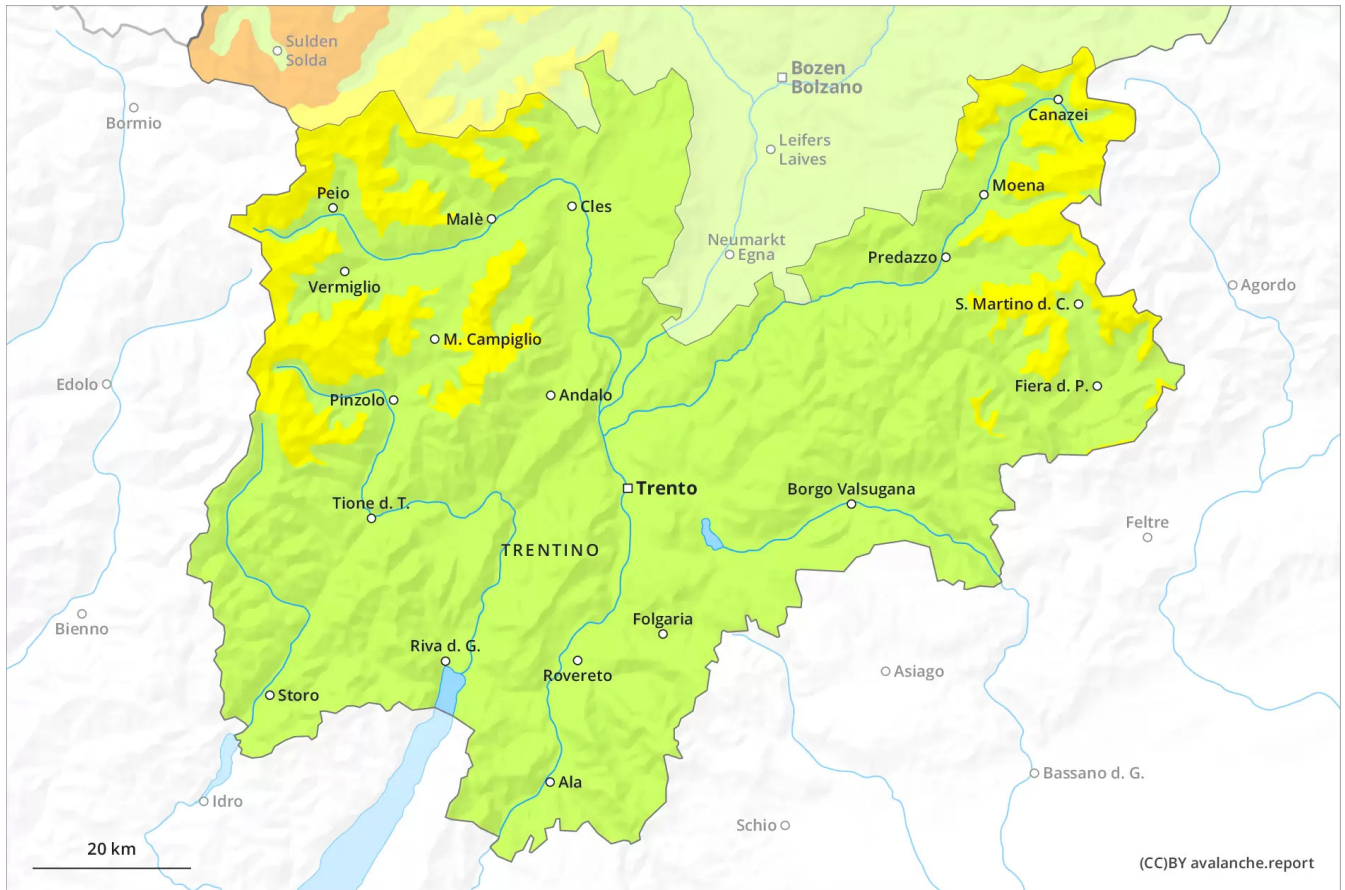 Sulden
Solda
Bozen
Bolzano
Canazei
Bormio
Leifers
Laives
Peio
Moena
Malè
Cles
Neumarkt
Egna
Predazzo
Vermiglio
Agordo
S. Martino d. C.
M. Campiglio
Edolo
Pinzolo
Andalo
Fiera d. P.
Trento
Borgo Valsugana
Tione d. T.
Feltre
TRENTINO
Bienno
Folgaria
Riva d. G.
Rovereto
Asiago
Storo
Ala
Bassano d. G.
Idro
Schio
20 km
(CC)BY avalanche.report